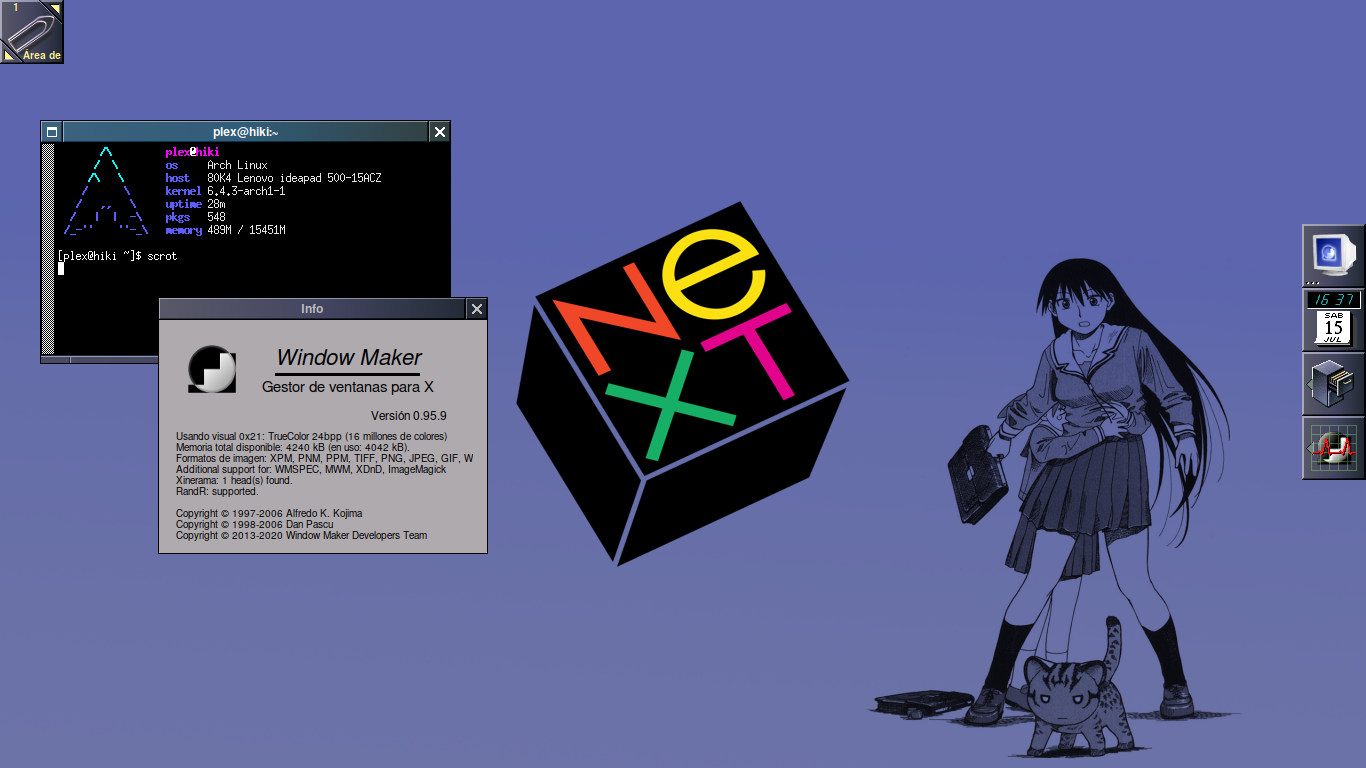 1
Área de
plex@hiki:~
plex@hiki
os Arch Linux
host 80K4 Lenovo ideapad 500-15ACZ
kernel 6.4.3-arch1-1
uptime 28m
pkgs 548
memory 489M / 15451M
[plex@hiki ~]$ scrot
Info
Window Maker
Gestor de ventanas para X
Versión 0.95.9
Usando visual 0x21: TrueColor 24bpp (16 millones de colores)
Memoria total disponible: 4240 kB (en uso: 4042 kB).
Formatos de imagen: XPM, PNM, PPM, TIFF, PNG, JPEG, GIF, W
Additional support for: WMSPEC, MWM, XDnD, ImageMagick
Xinerama: 1 head(s) found.
RandR: supported.
Copyright © 1997-2006 Alfredo K. Kojima
Copyright © 1998-2006 Dan Pascu
Copyright © 2013-2020 Window Maker Developers Team
NeXT
16 37
SAB
15
JUL